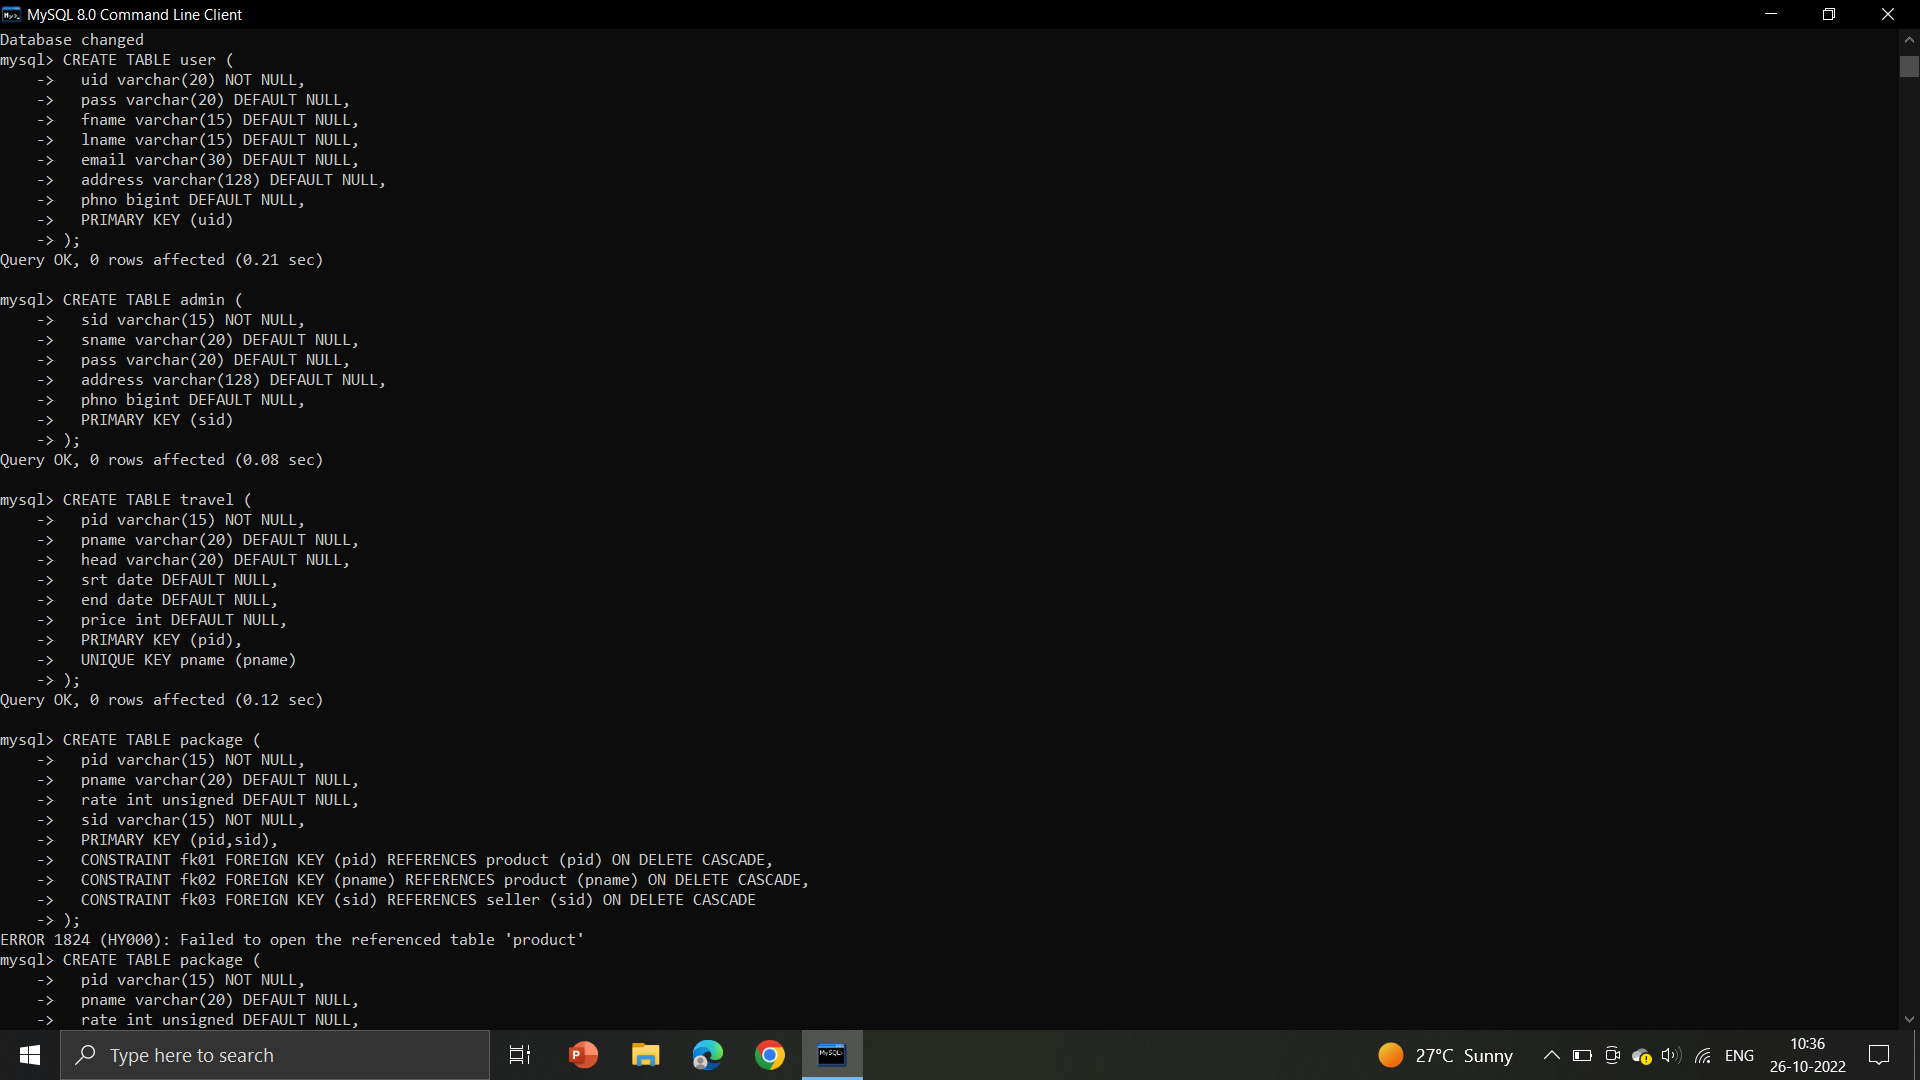 MySQL 8.0 Command Line Client
Database changed
mysql> CREATE TABLE user (
    ->   uid varchar(20) NOT NULL,
    ->   pass varchar(20) DEFAULT NULL,
    ->   fname varchar(15) DEFAULT NULL,
    ->   lname varchar(15) DEFAULT NULL,
    ->   email varchar(30) DEFAULT NULL,
    ->   address varchar(128) DEFAULT NULL,
    ->   phno bigint DEFAULT NULL,
    ->   PRIMARY KEY (uid)
    -> );
Query OK, 0 rows affected (0.21 sec)
mysql> CREATE TABLE admin (
    ->   sid varchar(15) NOT NULL,
    ->   sname varchar(20) DEFAULT NULL,
    ->   pass varchar(20) DEFAULT NULL,
    ->   address varchar(128) DEFAULT NULL,
    ->   phno bigint DEFAULT NULL,
    ->   PRIMARY KEY (sid)
    -> );
Query OK, 0 rows affected (0.08 sec)
mysql> CREATE TABLE travel (
    ->   pid varchar(15) NOT NULL,
    ->   pname varchar(20) DEFAULT NULL,
    ->   head varchar(20) DEFAULT NULL,
    ->   srt date DEFAULT NULL,
    ->   end date DEFAULT NULL,
    ->   price int DEFAULT NULL,
    ->   PRIMARY KEY (pid),
    ->   UNIQUE KEY pname (pname)
    -> );
Query OK, 0 rows affected (0.12 sec)
mysql> CREATE TABLE package (
    ->   pid varchar(15) NOT NULL,
    ->   pname varchar(20) DEFAULT NULL,
    ->   rate int unsigned DEFAULT NULL,
    ->   sid varchar(15) NOT NULL,
    ->   PRIMARY KEY (pid,sid),
    ->   CONSTRAINT fk01 FOREIGN KEY (pid) REFERENCES product (pid) ON DELETE CASCADE,
    ->   CONSTRAINT fk02 FOREIGN KEY (pname) REFERENCES product (pname) ON DELETE CASCADE,
    ->   CONSTRAINT fk03 FOREIGN KEY (sid) REFERENCES seller (sid) ON DELETE CASCADE
    -> );
ERROR 1824 (HY000): Failed to open the referenced table 'product'
mysql> CREATE TABLE package (
    ->   pid varchar(15) NOT NULL,
    ->   pname varchar(20) DEFAULT NULL,
    ->   rate int unsigned DEFAULT NULL,
Type here to search
27°C Sunny
ENG
10:36
26-10-2022